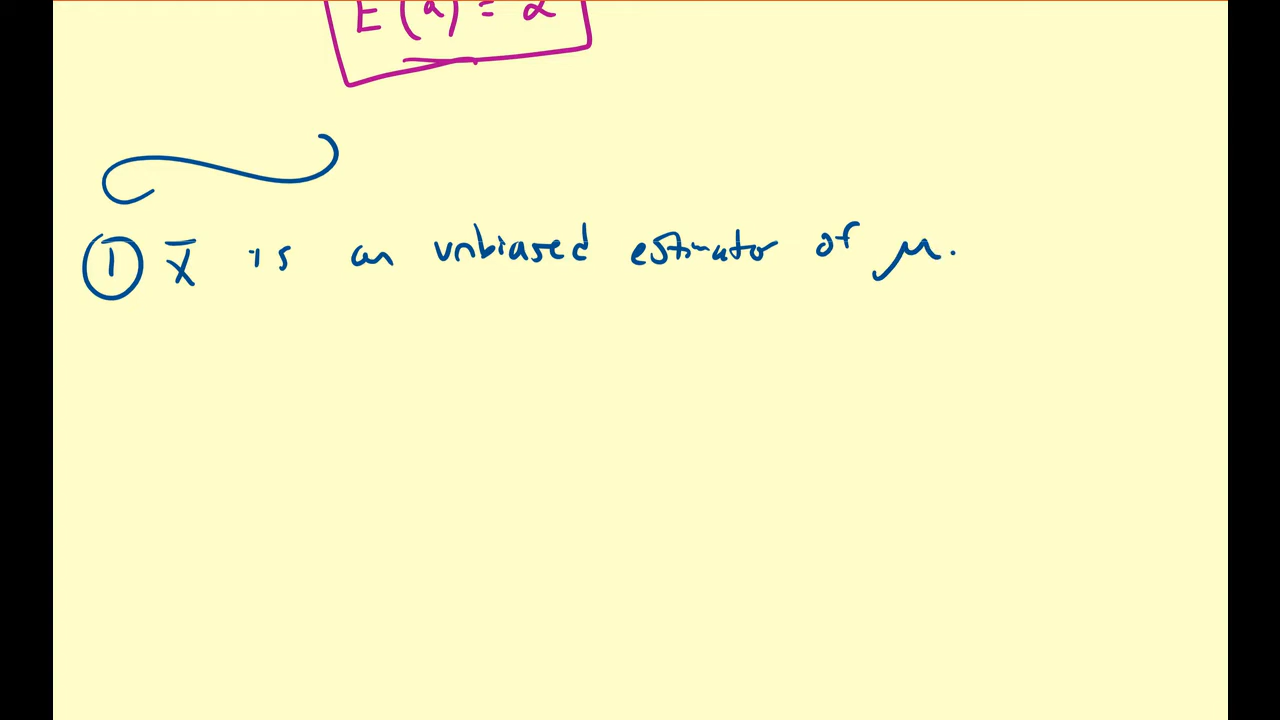 E(a) = α
① X̄ is an unbiased estimator of μ.